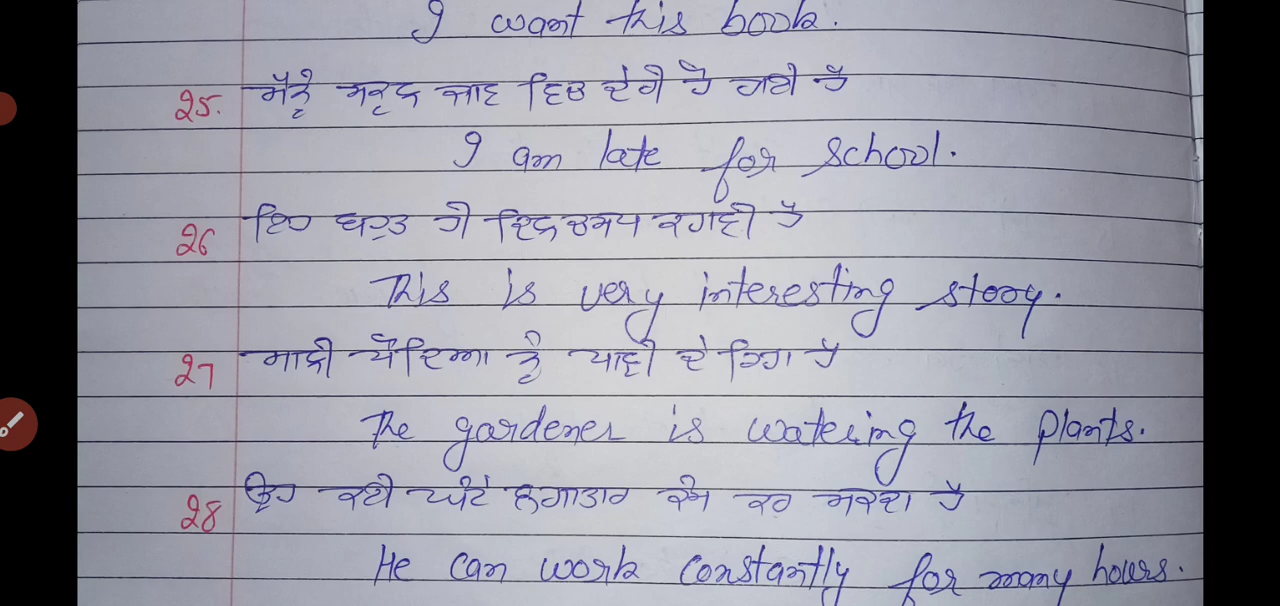 I want this book.
25. ਮੈਨੂੰ ਸਕੂਲ ਜਾਣ ਵਿਚ ਦੇਰੀ ਹੋ ਗਈ ਹੈ
I am late for school.
26 ਇਹ ਬਹੁਤ ਹੀ ਦਿਲਚਸਪ ਕਹਾਣੀ ਹੈ
This is very interesting story.
27 ਮਾਲੀ ਪੌਦਿਆ ਨੂੰ ਪਾਣੀ ਦੇ ਰਿਹਾ ਹੈ
The gardener is watering the plants.
28 ਉਹ ਕਈ ਘੰਟੇ ਲਗਾਤਾਰ ਕੰਮ ਕਰ ਸਕਦਾ ਹੈ
He can work constantly for many hours.